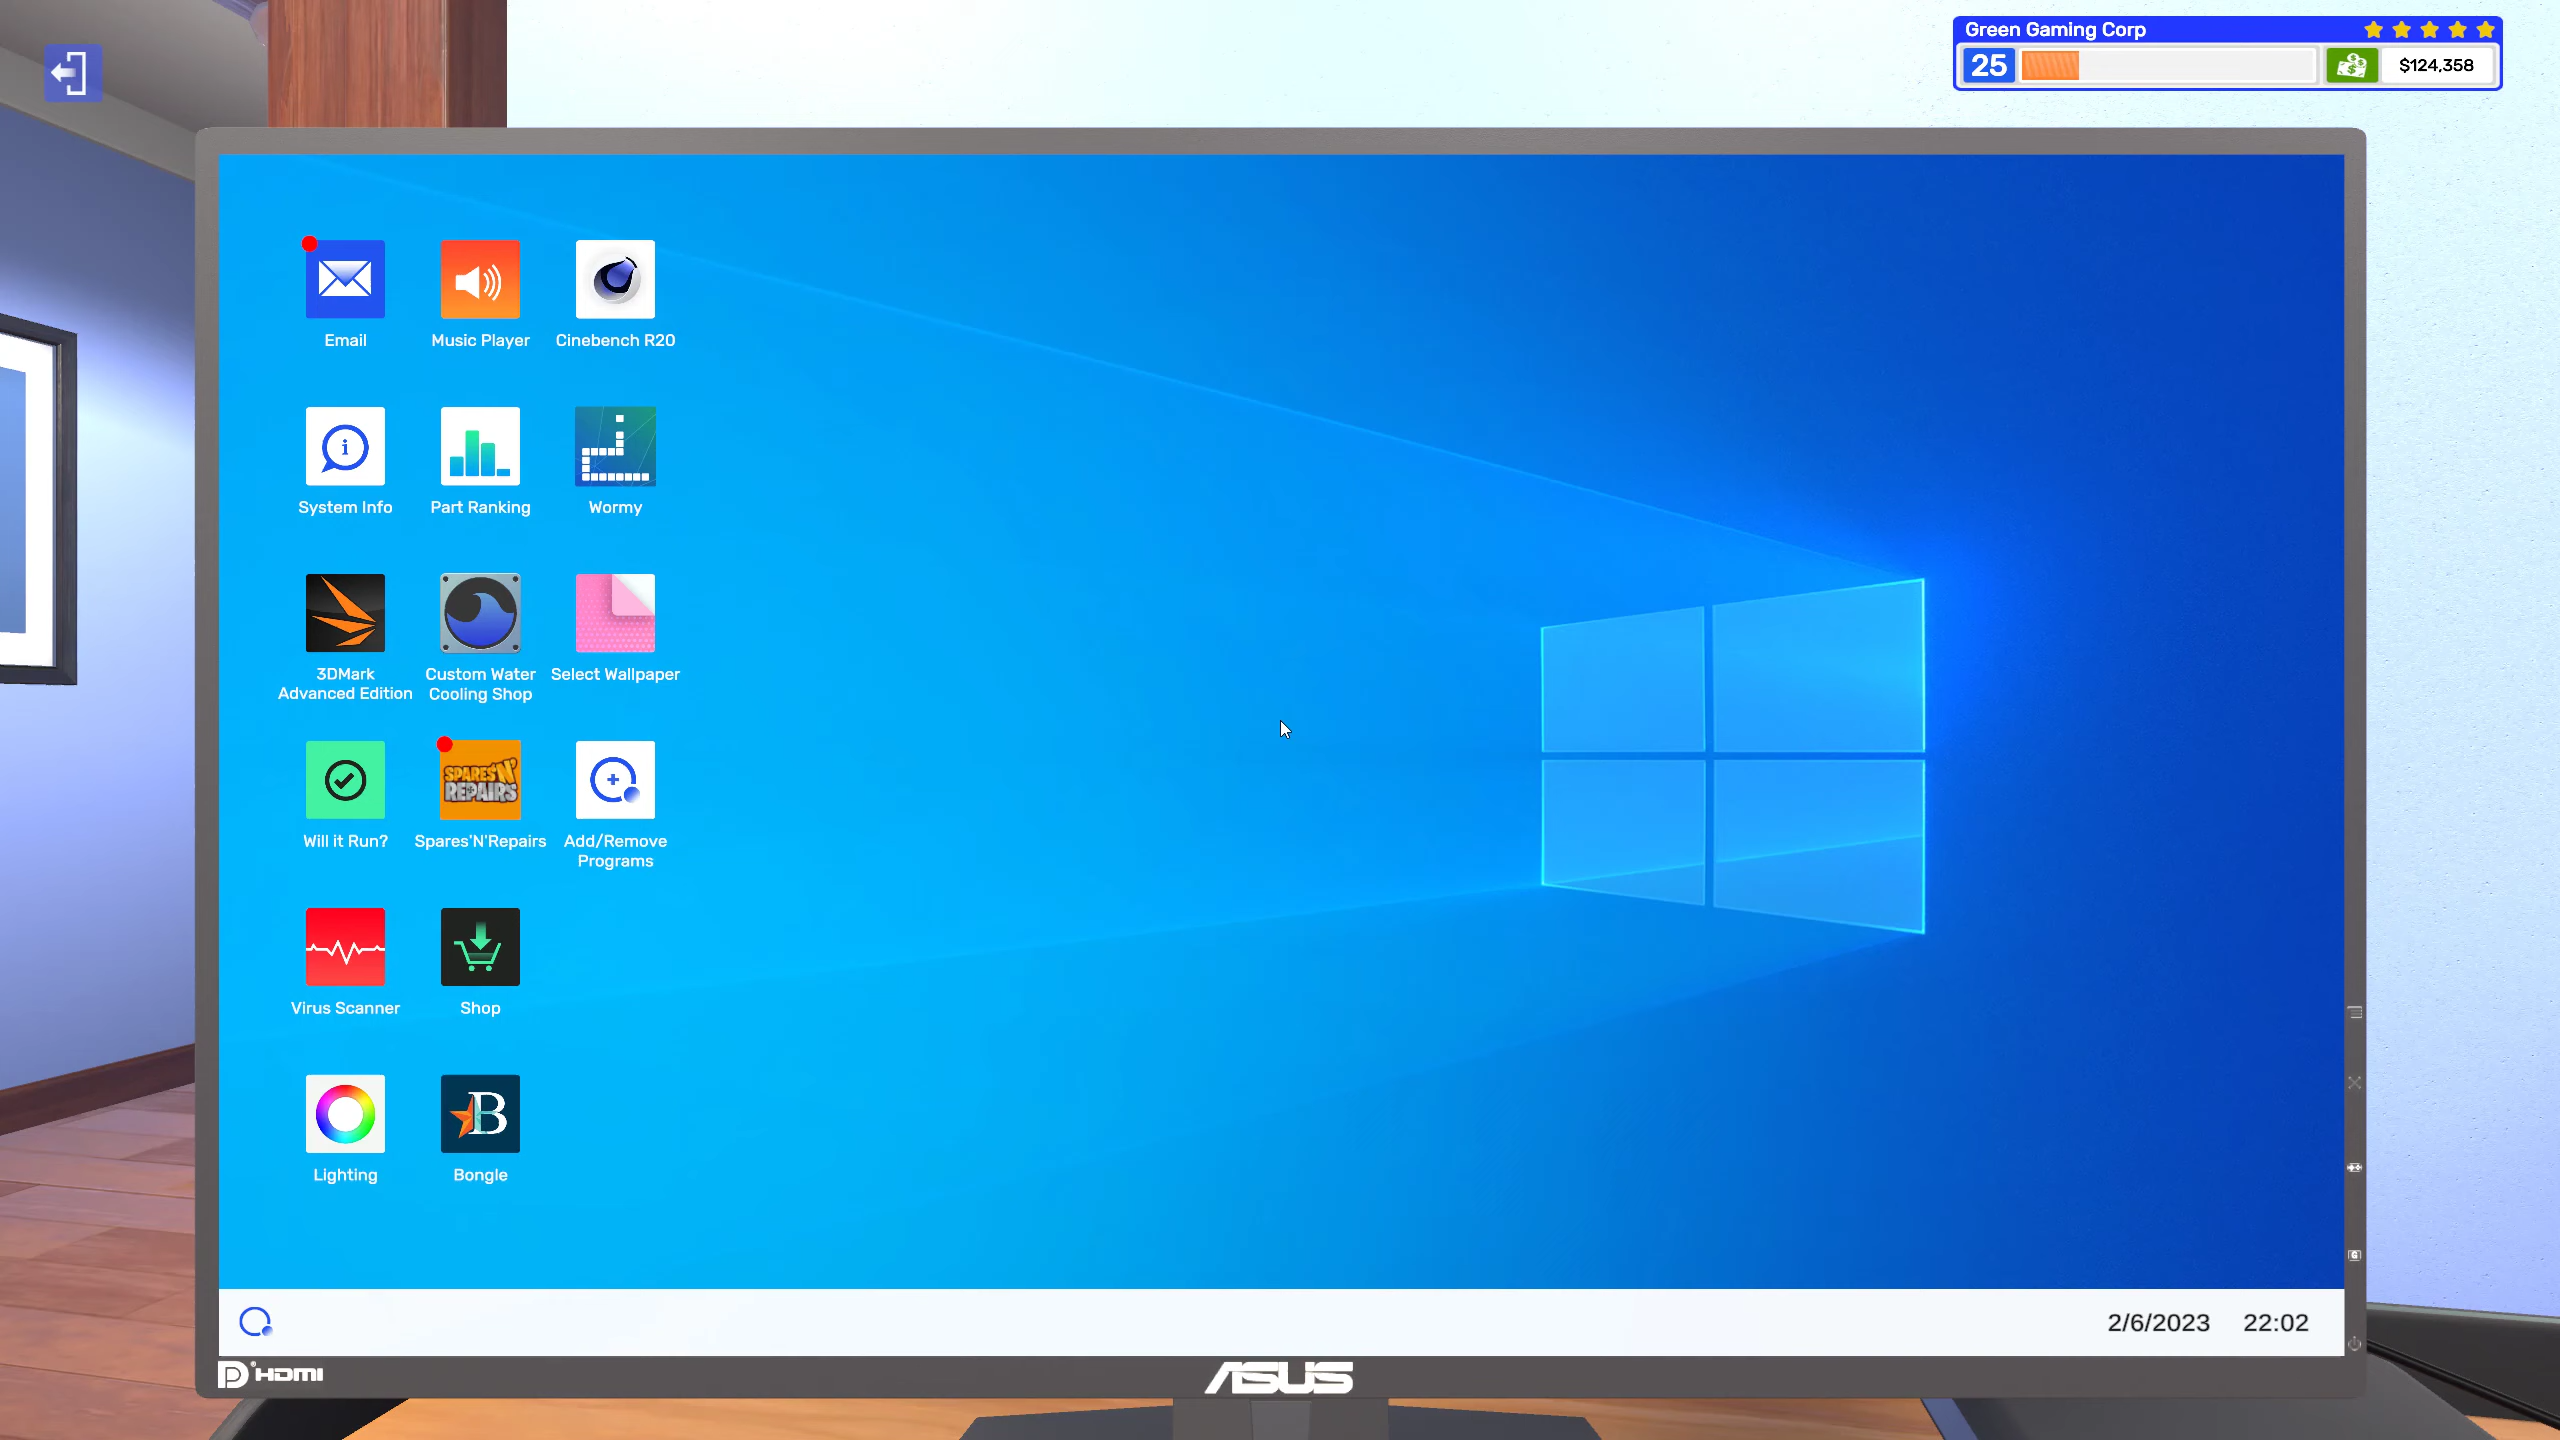 Green Gaming Corp
25
$124,358
Email
Music Player
Cinebench R20
System Info
Part Ranking
Wormy
3DMark
Advanced Edition
Custom Water
Cooling Shop
Select Wallpaper
SPARES'N'
REPAIRS
Will it Run?
Spares'N'Repairs
Add/Remove
Programs
Virus Scanner
Shop
B
Lighting
Bongle
2/6/2023
22:02
HDMI
ASUS